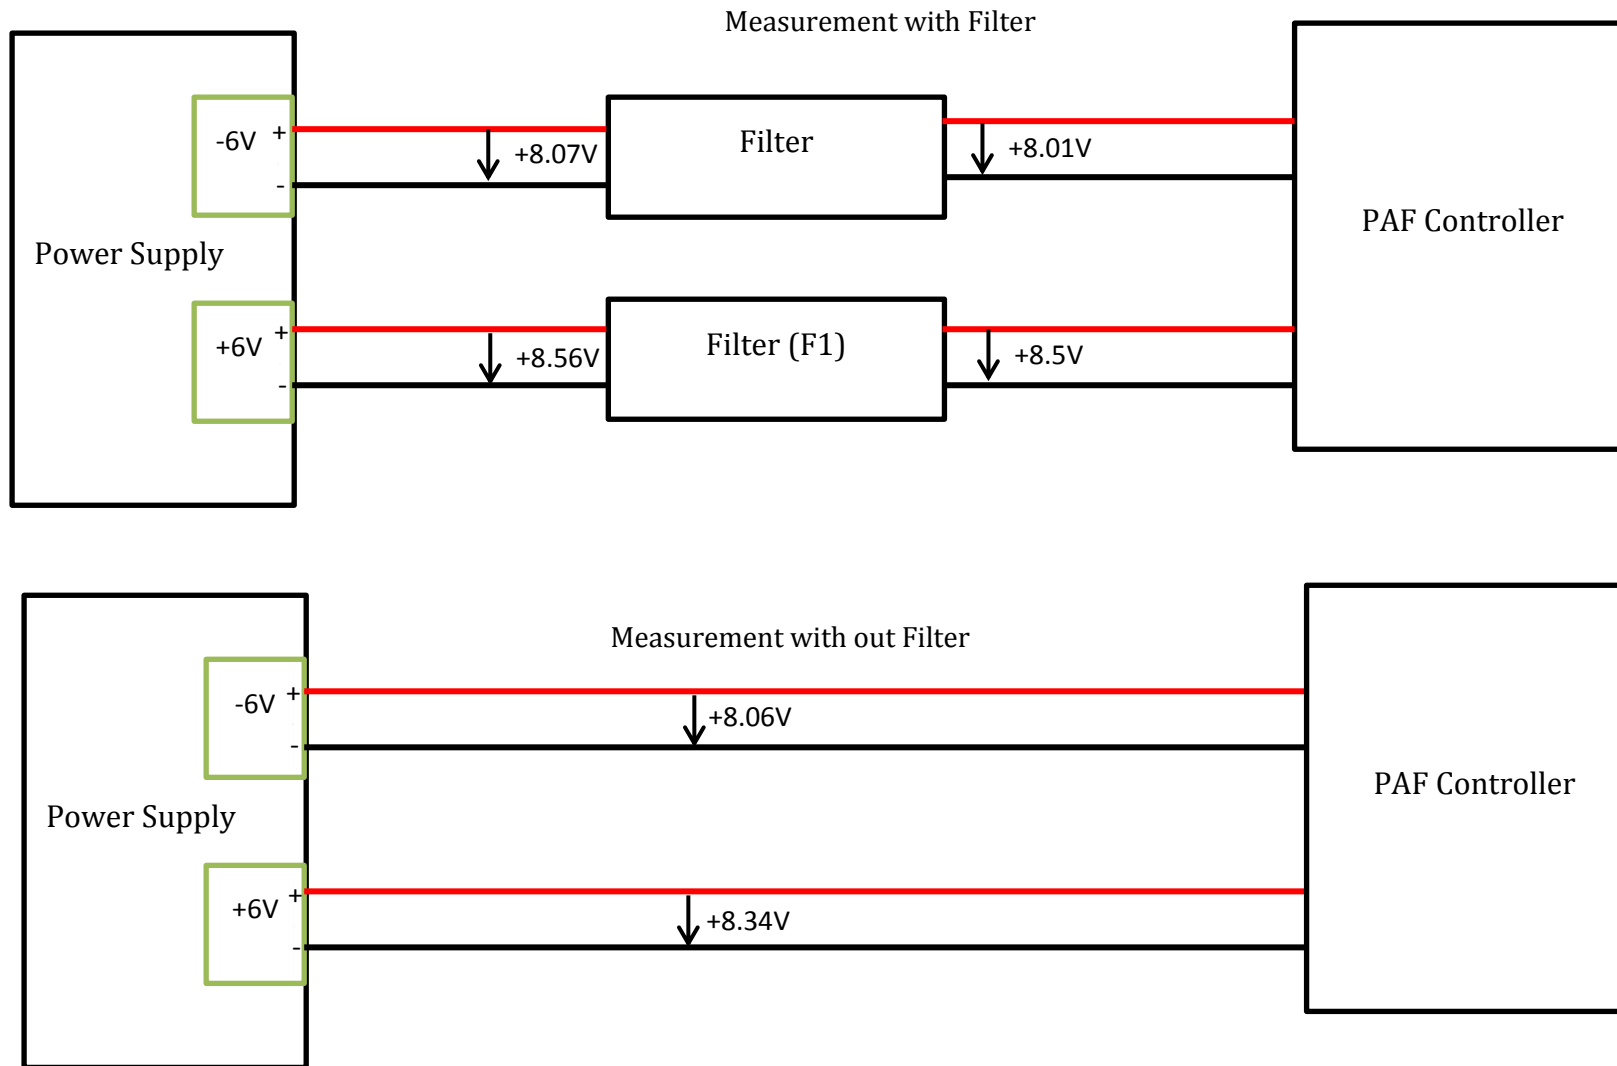 Measurement with Filter
-6V
+
-
+8.07V
Filter
+8.01V
PAF Controller
Power Supply
+6V
+
-
+8.56V
Filter (F1)
+8.5V
Measurement with out Filter
-6V
+
-
+8.06V
PAF Controller
Power Supply
+6V
+
-
+8.34V